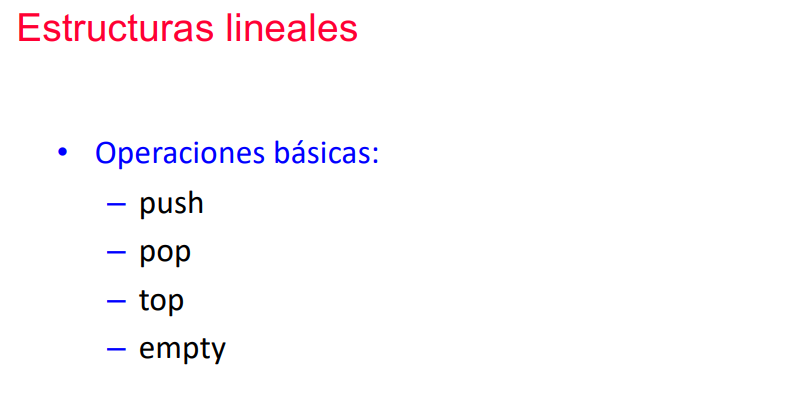 Estructuras lineales
• Operaciones básicas:
– push
– pop
– top
– empty